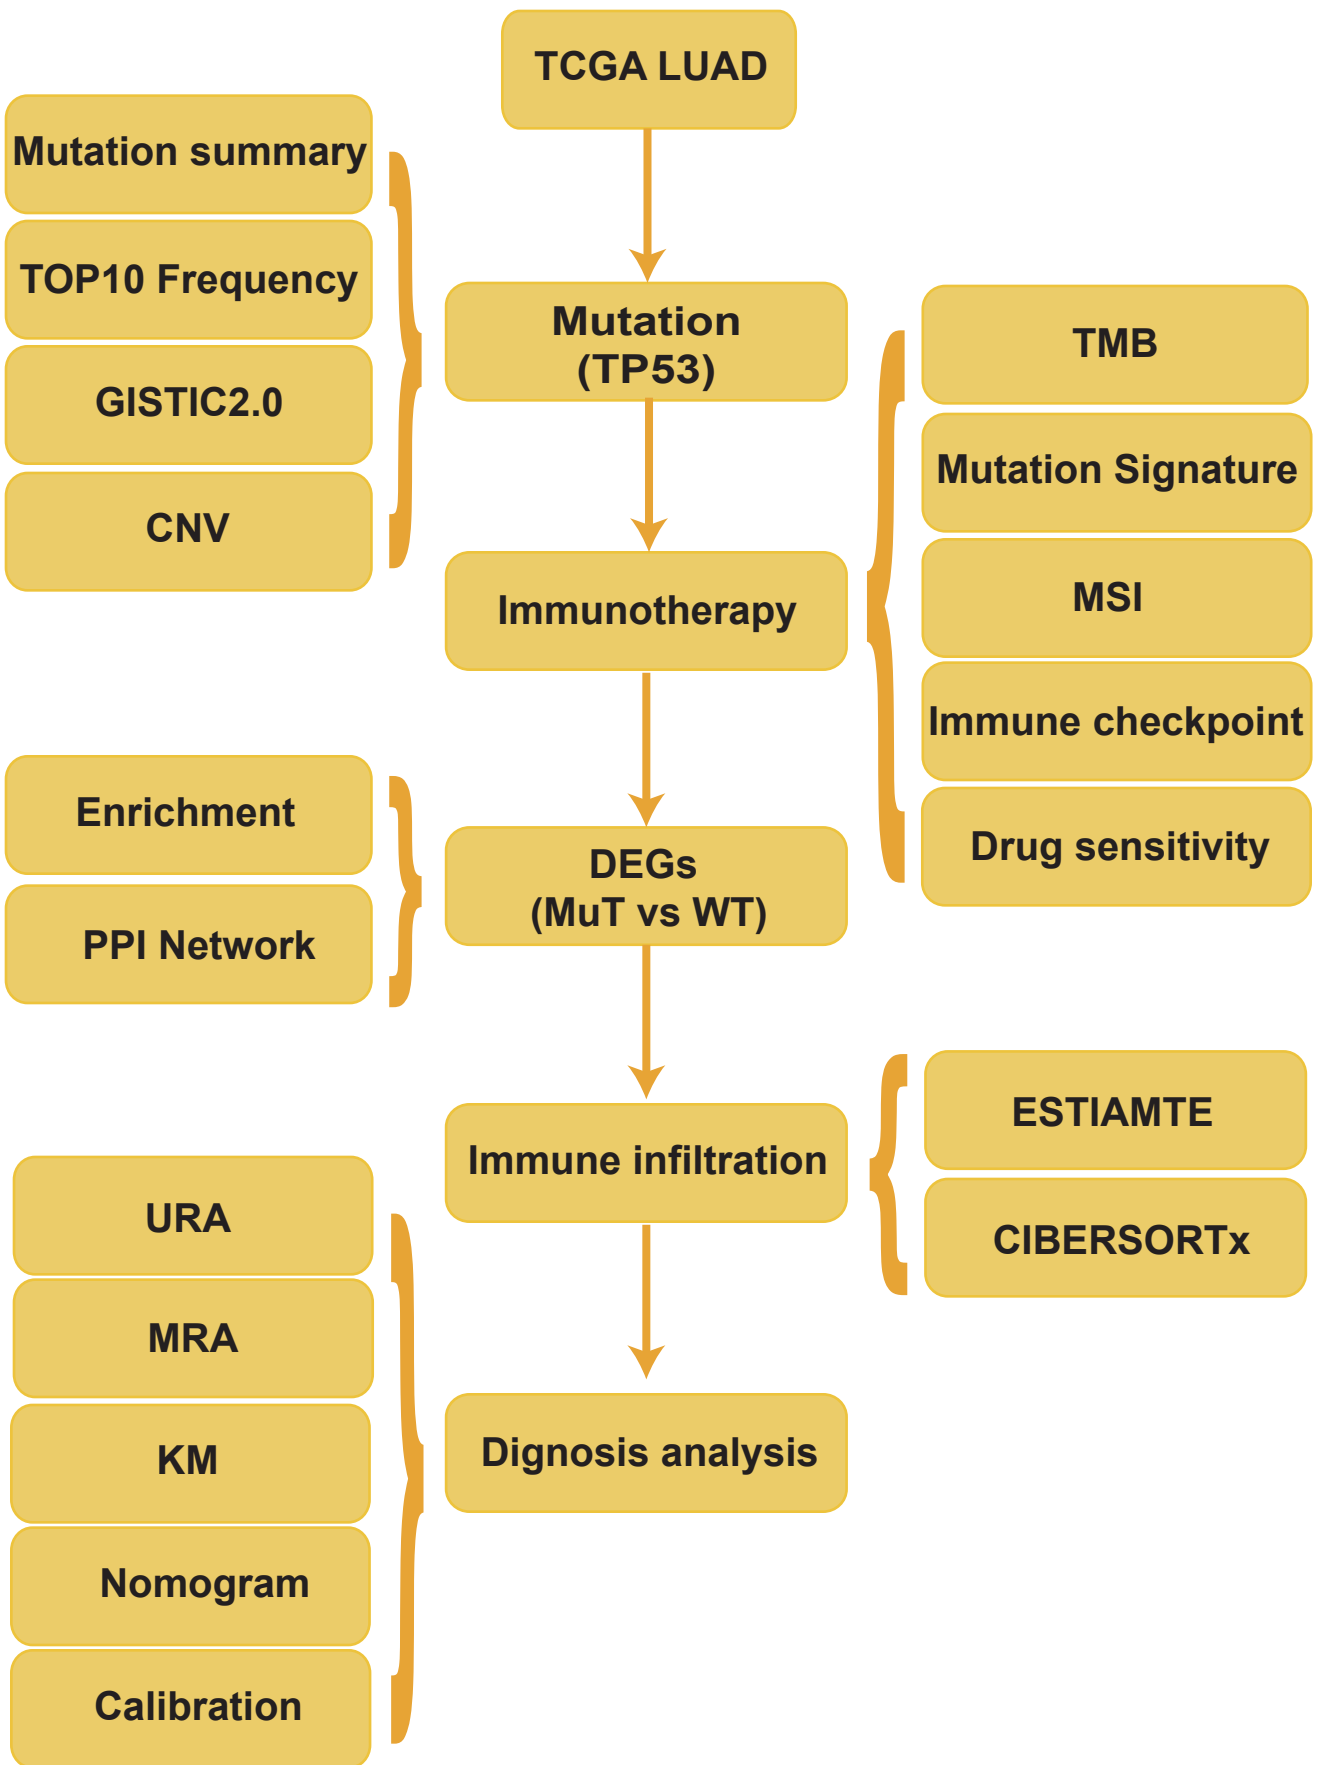 TCGA LUAD
Mutation summary
TOP10 Frequency
GISTIC2.0
CNV
Mutation
(TP53)
TMB
Mutation Signature
MSI
Immune checkpoint
Drug sensitivity
Immunotherapy
Enrichment
PPI Network
DEGs
(MuT vs WT)
Immune infiltration
ESTIAMTE
CIBERSORTx
URA
MRA
KM
Nomogram
Calibration
Dignosis analysis